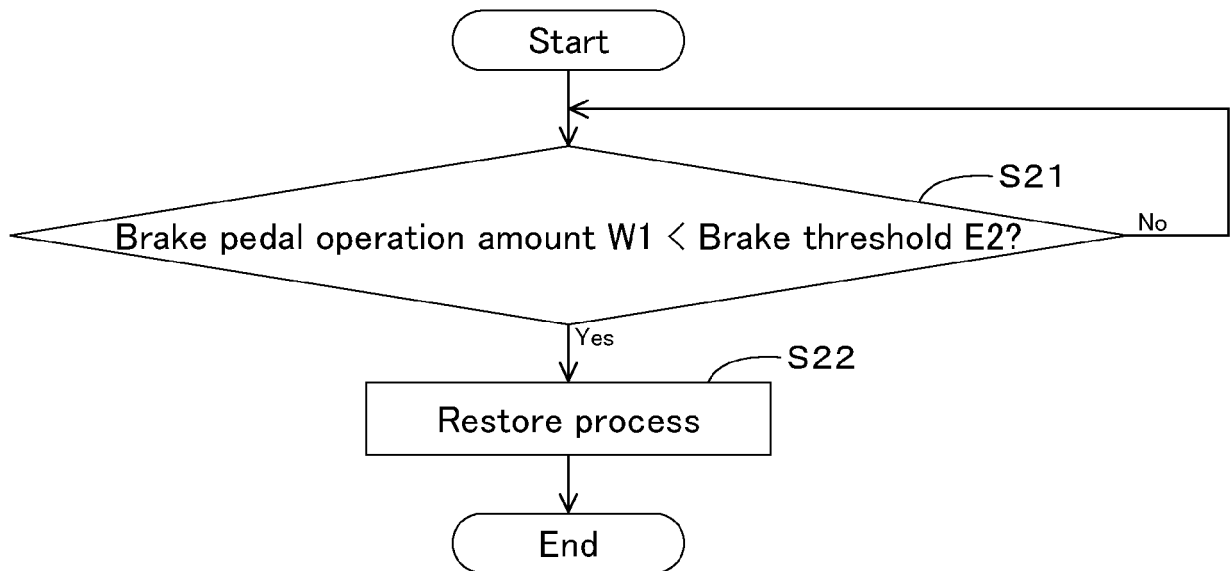 Start
S21
Brake pedal operation amount W1 < Brake threshold E2?
No
Yes
S22
Restore process
End